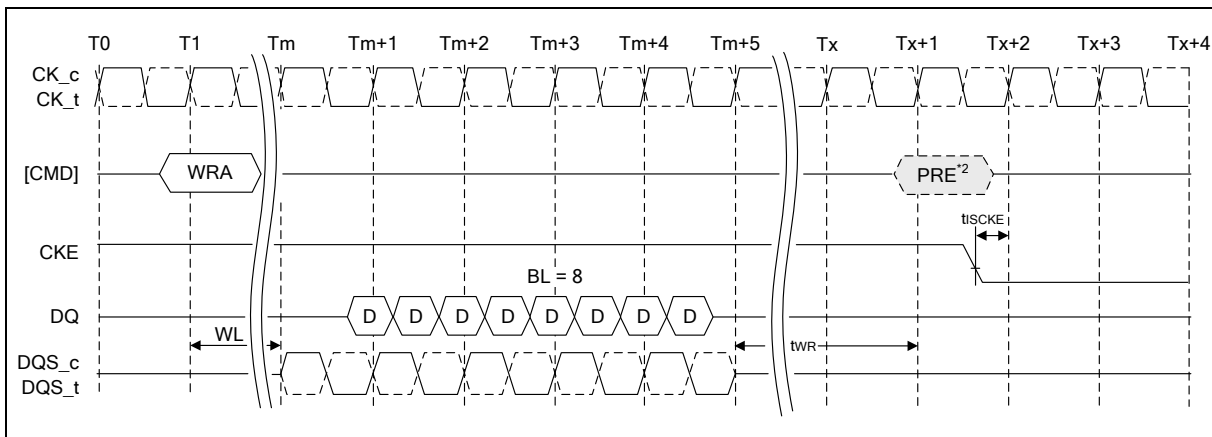 T0 T1 Tm Tm+1 Tm+2 Tm+3 Tm+4 Tm+5 Tx Tx+1 Tx+2 Tx+3 Tx+4
CK_c
CK_t
[CMD] WRA PRE*2
tISCKE
CKE
BL = 8
DQ D D D D D D D D
WL tWR
DQS_c
DQS_t